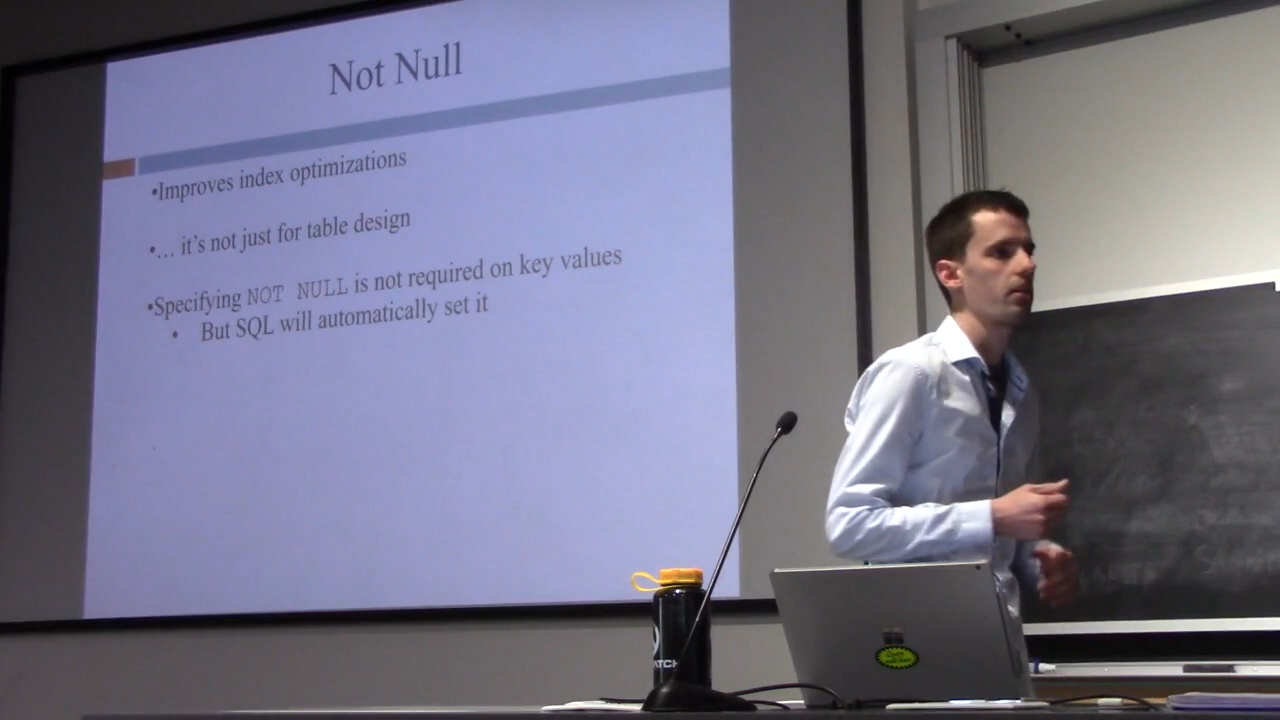 Not Null
•Improves index optimizations
•… it's not just for table design
•Specifying NOT NULL is not required on key values
• But SQL will automatically set it